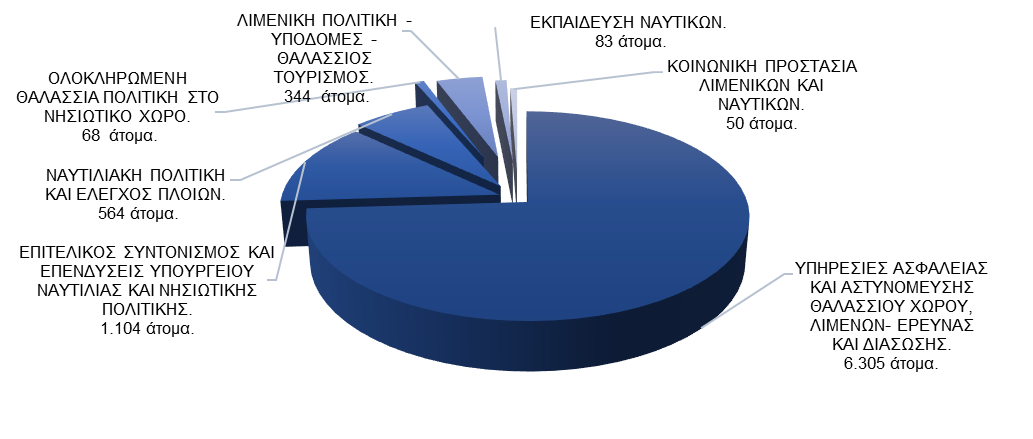 ΛΙΜΕΝΙΚΗ ΠΟΛΙΤΙΚΗ -
ΥΠΟΔΟΜΕΣ -
ΘΑΛΑΣΣΙΟΣ
ΤΟΥΡΙΣΜΟΣ.
344 άτομα.
ΕΚΠΑΙΔΕΥΣΗ ΝΑΥΤΙΚΩΝ.
83 άτομα.
ΚΟΙΝΩΝΙΚΗ ΠΡΟΣΤΑΣΙΑ
ΛΙΜΕΝΙΚΩΝ ΚΑΙ
ΝΑΥΤΙΚΩΝ.
50 άτομα.
ΟΛΟΚΛΗΡΩΜΕΝΗ
ΘΑΛΑΣΣΙΑ ΠΟΛΙΤΙΚΗ ΣΤΟ
ΝΗΣΙΩΤΙΚΟ ΧΩΡΟ.
68 άτομα.
ΝΑΥΤΙΛΙΑΚΗ ΠΟΛΙΤΙΚΗ
ΚΑΙ ΕΛΕΓΧΟΣ ΠΛΟΙΩΝ.
564 άτομα.
ΕΠΙΤΕΛΙΚΟΣ ΣΥΝΤΟΝΙΣΜΟΣ ΚΑΙ
ΕΠΕΝΔΥΣΕΙΣ ΥΠΟΥΡΓΕΙΟΥ
ΝΑΥΤΙΛΙΑΣ ΚΑΙ ΝΗΣΙΩΤΙΚΗΣ
ΠΟΛΙΤΙΚΗΣ.
1.104 άτομα.
ΥΠΗΡΕΣΙΕΣ ΑΣΦΑΛΕΙΑΣ
ΚΑΙ ΑΣΤΥΝΟΜΕΥΣΗΣ
ΘΑΛΑΣΣΙΟΥ ΧΩΡΟΥ,
ΛΙΜΕΝΩΝ- ΕΡΕΥΝΑΣ
ΚΑΙ ΔΙΑΣΩΣΗΣ.
6.305 άτομα.